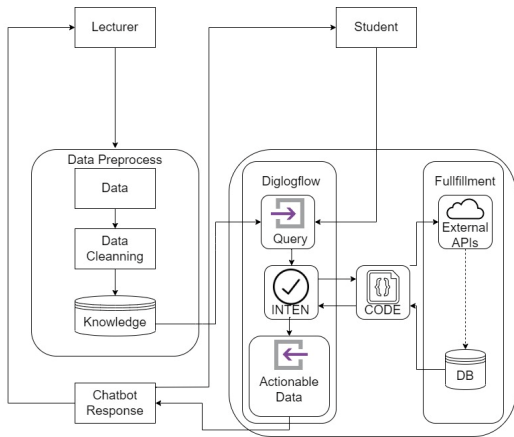 Lecturer
Student
Data Preprocess
Data
Data
Cleanning
Knowledge
Chatbot
Response
Diglogflow
Query
INTEN
Actionable
Data
{}
CODE
Fullfillment
External
APIs
DB